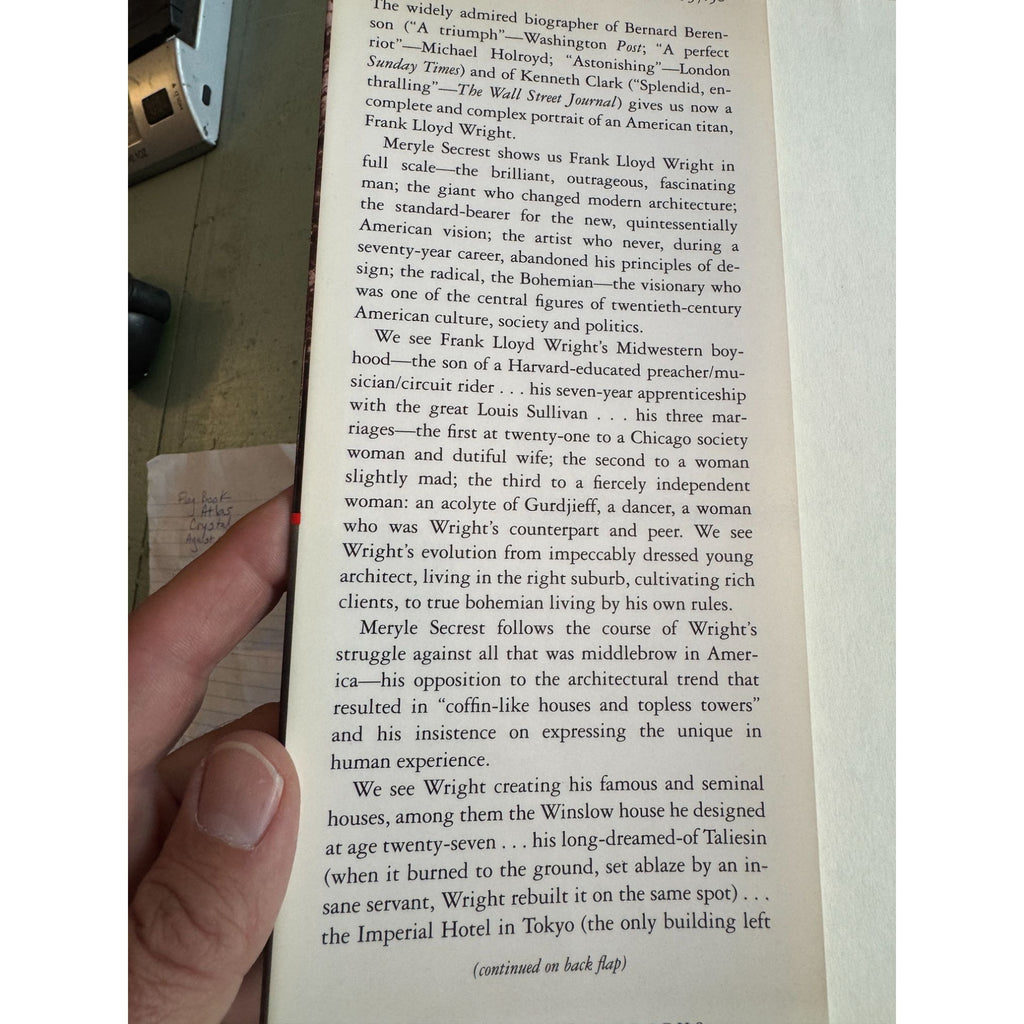 The widely admired biographer of Bernard Beren-
son (“A triumph”—Washington Post; “A perfect
riot”—Michael Holroyd; “Astonishing”—London
Sunday Times) and of Kenneth Clark (“Splendid, en-
thralling”—The Wall Street Journal) gives us now a
complete and complex portrait of an American titan,
Frank Lloyd Wright.
Meryle Secrest shows us Frank Lloyd Wright in
full scale—the brilliant, outrageous, fascinating
man; the giant who changed modern architecture;
the standard-bearer for the new, quintessentially
American vision; the artist who never, during a
seventy-year career, abandoned his principles of de-
sign; the radical, the Bohemian—the visionary who
was one of the central figures of twentieth-century
American culture, society and politics.
We see Frank Lloyd Wright’s Midwestern boy-
hood—the son of a Harvard-educated preacher/mu-
sician/circuit rider . . . his seven-year apprenticeship
with the great Louis Sullivan . . . his three mar-
riages—the first at twenty-one to a Chicago society
woman and dutiful wife; the second to a woman
slightly mad; the third to a fiercely independent
woman: an acolyte of Gurdjieff, a dancer, a woman
who was Wright’s counterpart and peer. We see
Wright’s evolution from impeccably dressed young
architect, living in the right suburb, cultivating rich
clients, to true bohemian living by his own rules.
Meryle Secrest follows the course of Wright’s
struggle against all that was middlebrow in Amer-
ica—his opposition to the architectural trend that
resulted in “coffin-like houses and topless towers”
and his insistence on expressing the unique in
human experience.
We see Wright creating his famous and seminal
houses, among them the Winslow house he designed
at age twenty-seven . . . his long-dreamed-of Taliesin
(when it burned to the ground, set ablaze by an in-
sane servant, Wright rebuilt it on the same spot) . . .
the Imperial Hotel in Tokyo (the only building left
(continued on back flap)
Book
Atlas
Crystal